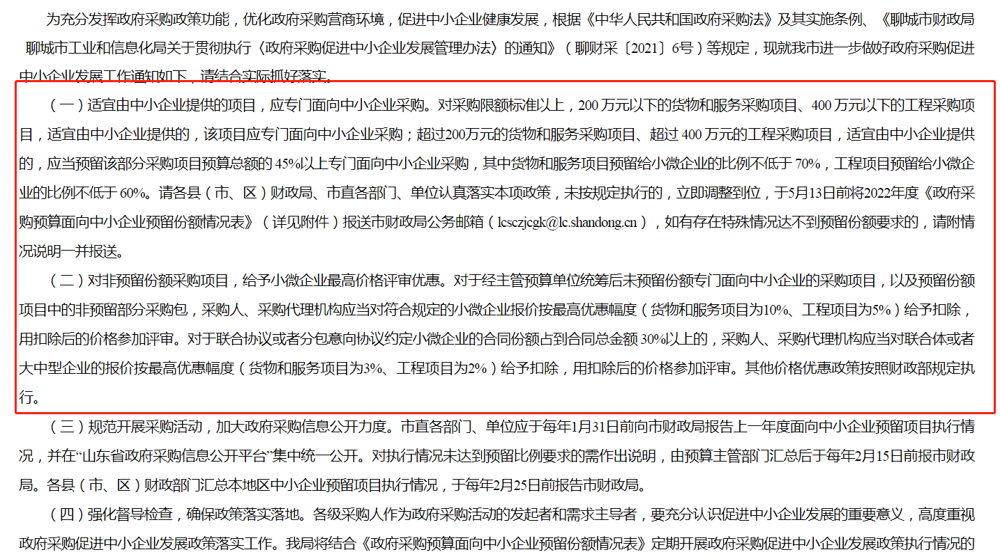 为充分发挥政府采购政策功能，优化政府采购营商环境，促进中小企业健康发展，根据《中华人民共和国政府采购法》及其实施条例、《聊城市财政局
聊城市工业和信息化局关于贯彻执行〈政府采购促进中小企业发展管理办法〉的通知》（聊财采〔2021〕6号）等规定，现就我市进一步做好政府采购促进
中小企业发展工作通知如下，请结合实际抓好落实。
（一）适宜由中小企业提供的项目，应专门面向中小企业采购。对采购限额标准以上，200 万元以下的货物和服务采购项目、400 万元以下的工程采购项
目，适宜由中小企业提供的，该项目应专门面向中小企业采购；超过200万元的货物和服务采购项目、超过 400 万元的工程采购项目，适宜由中小企业提供
的，应当预留该部分采购项目预算总额的 45%以上专门面向中小企业采购，其中货物和服务项目预留给小微企业的比例不低于 70%，工程项目预留给小微企
业的比例不低于 60%。请各县（市、区）财政局、市直各部门、单位认真落实本项政策，未按规定执行的，立即调整到位，于5月13日前将2022年度《政府采
购预算面向中小企业预留份额情况表》（详见附件）报送市财政局公务邮箱（lcsczjcgk@lc.shandong.cn），如有存在特殊情况达不到预留份额要求的，请附情
况说明一并报送。
（二）对非预留份额采购项目，给予小微企业最高价格评审优惠。对于经主管预算单位统筹后未预留份额专门面向中小企业的采购项目，以及预留份额
项目中的非预留部分采购包，采购人、采购代理机构应当对符合规定的小微企业报价按最高优惠幅度（货物和服务项目为10%、工程项目为5%）给予扣除，
用扣除后的价格参加评审。对于联合协议或者分包意向协议约定小微企业的合同份额占到合同总金额 30%以上的，采购人、采购代理机构应当对联合体或者
大中型企业的报价按最高优惠幅度（货物和服务项目为3%、工程项目为2%）给予扣除，用扣除后的价格参加评审。其他价格优惠政策按照财政部规定执
行。
（三）规范开展采购活动，加大政府采购信息公开力度。市直各部门、单位应于每年1月31日前向市财政局报告上一年度面向中小企业预留项目执行情
况，并在“山东省政府采购信息公开平台”集中统一公开。对执行情况未达到预留比例要求的需作出说明，由预算主管部门汇总后于每年2月15日前报市财政
局。各县（市、区）财政部门汇总本地区中小企业预留项目执行情况，于每年2月25日前报告市财政局。
（四）强化督导检查，确保政策落实落地。各级采购人作为政府采购活动的发起者和需求主导者，要充分认识促进中小企业发展的重要意义，高度重视
政府采购促进中小企业发展政策落实工作。我局将结合《政府采购预算面向中小企业预留份额情况表》定期开展政府采购促进中小企业发展政策执行情况的